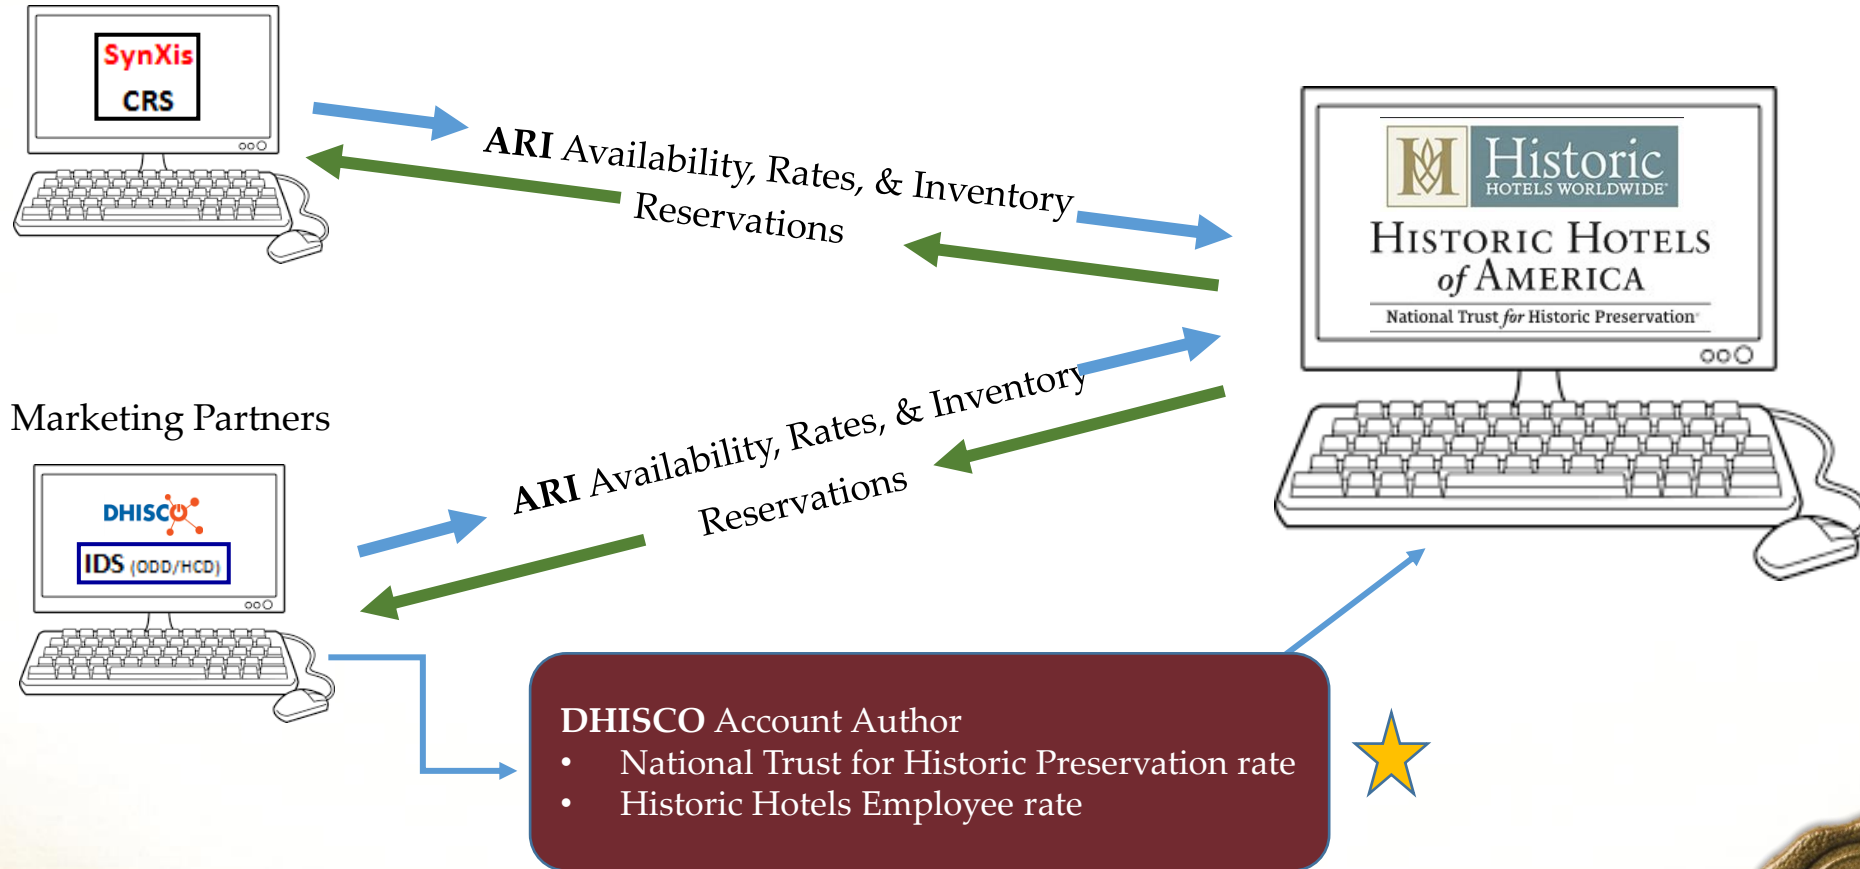 SynXis
CRS
ARI Availability, Rates, & Inventory
Reservations
Historic
HOTELS WORLDWIDE
HISTORIC HOTELS
of AMERICA
National Trust for Historic Preservation
Marketing Partners
DHISCO
IDS (ODD/HCD)
ARI Availability, Rates, & Inventory
Reservations
DHISCO Account Author
• National Trust for Historic Preservation rate
• Historic Hotels Employee rate